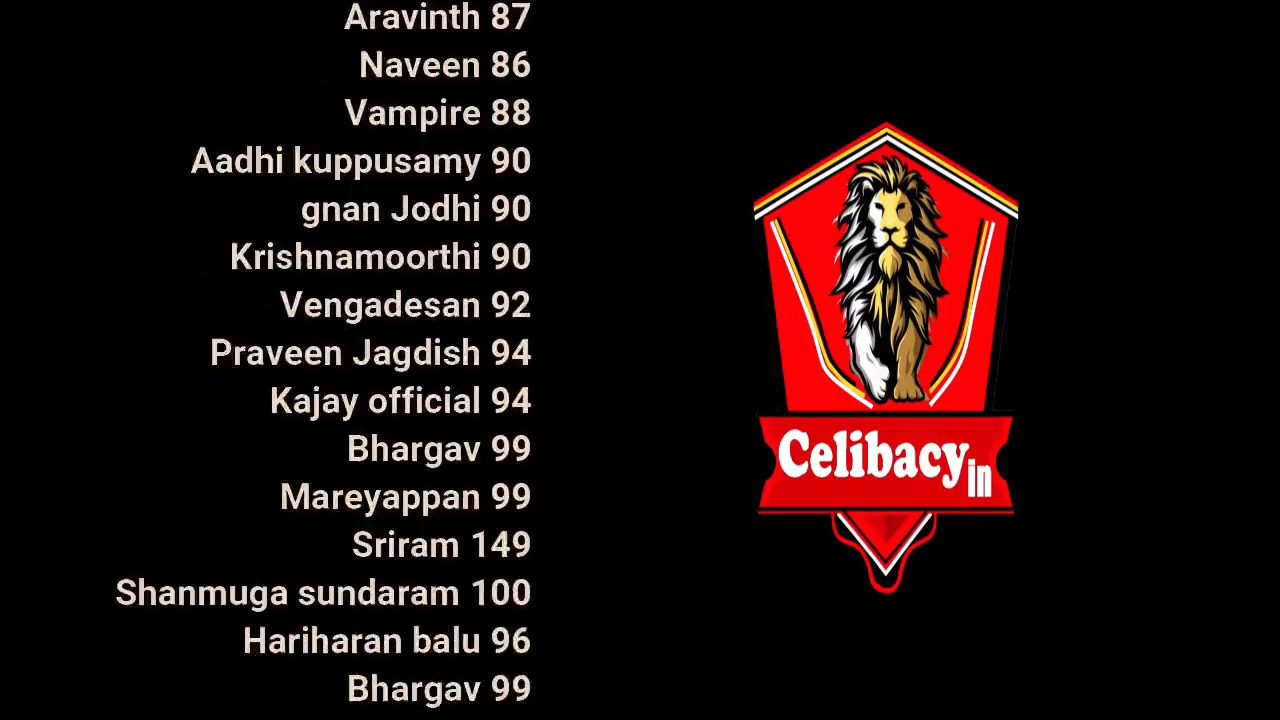 Aravinth 87
Naveen 86
Vampire 88
Aadhi kuppusamy 90
gnan Jodhi 90
Krishnamoorthi 90
Vengadesan 92
Praveen Jagdish 94
Kajay official 94
Bhargav 99
Mareyappan 99
Sriram 149
Shanmuga sundaram 100
Hariharan balu 96
Bhargav 99
Celibacy in